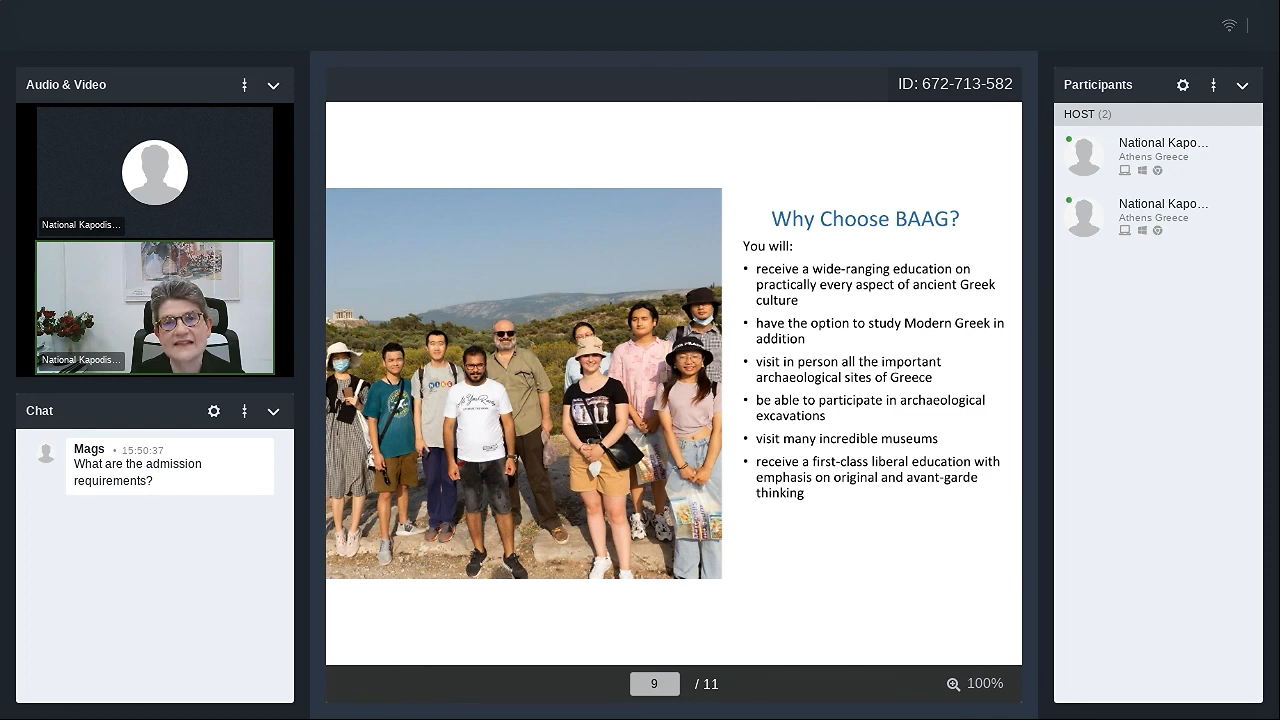 Audio & Video
National Kapodis...
National Kapodis...
Chat
Mags • 15:50:37
What are the admission
requirements?
ID: 672-713-582
Why Choose BAAG?
You will:
• receive a wide-ranging education on
practically every aspect of ancient Greek
culture
• have the option to study Modern Greek in
addition
• visit in person all the important
archaeological sites of Greece
• be able to participate in archaeological
excavations
• visit many incredible museums
• receive a first-class liberal education with
emphasis on original and avant-garde
thinking
9 / 11
100%
Participants
HOST (2)
National Kapo...
Athens Greece
National Kapo...
Athens Greece